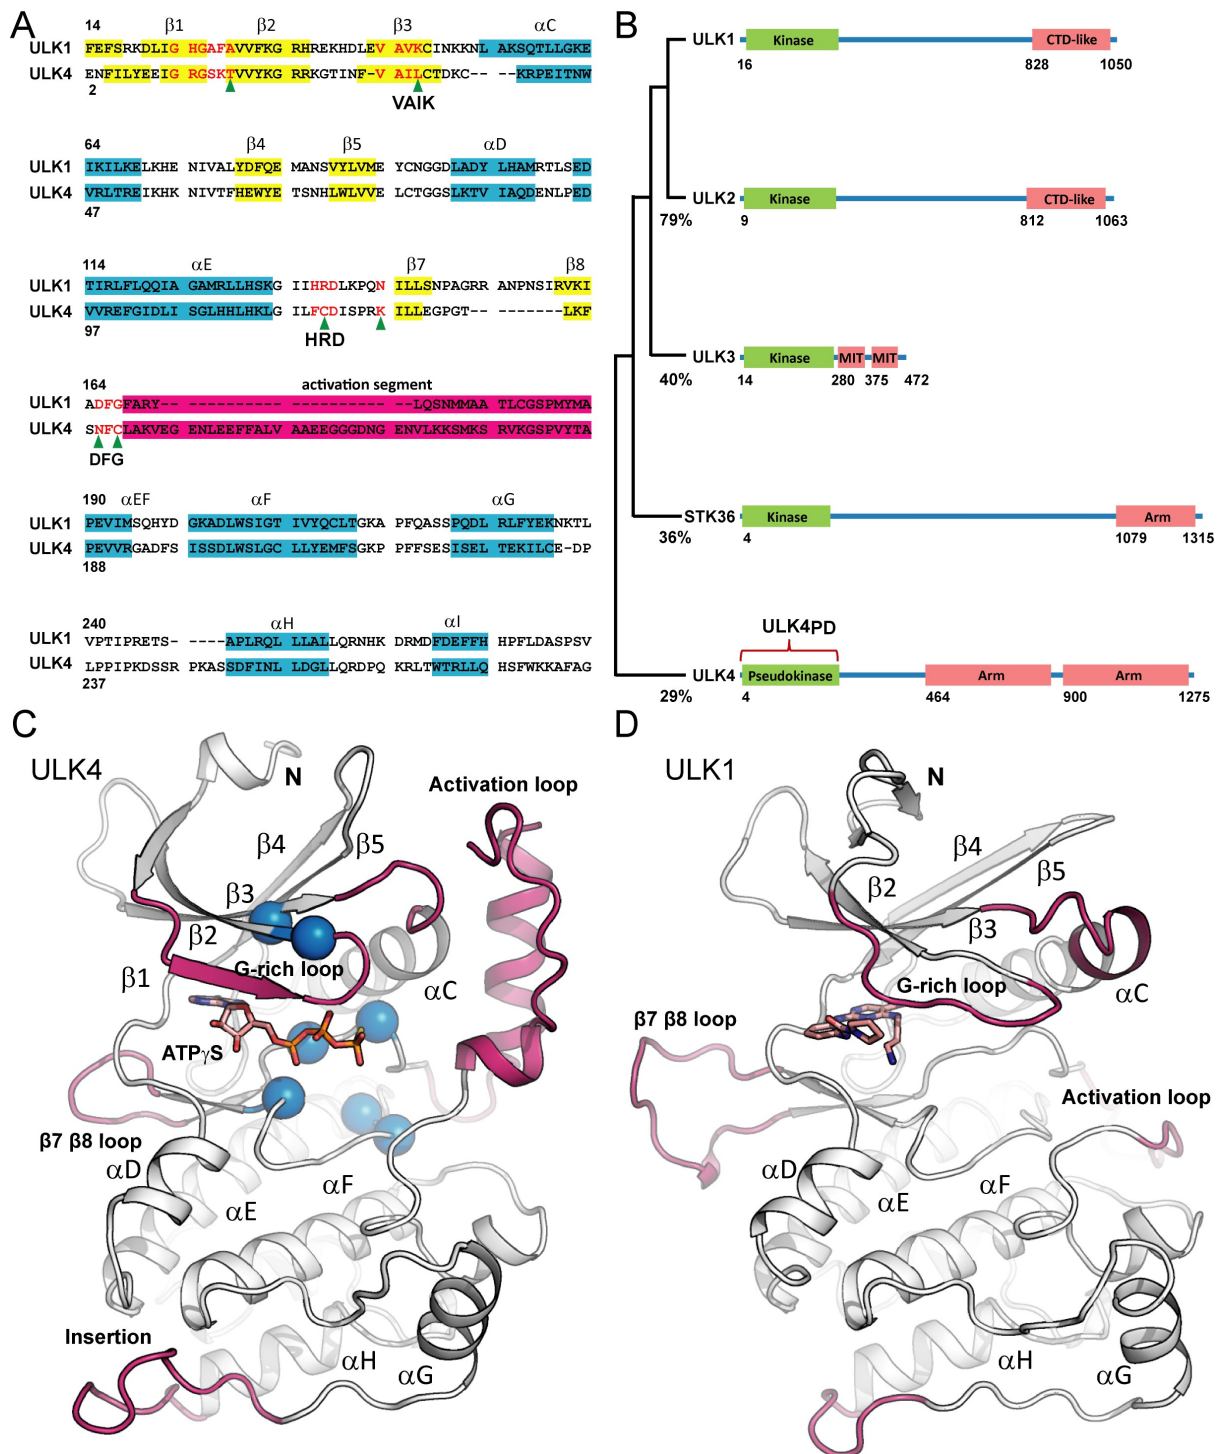 A
14 β1 β2 β3 αC
ULK1 FEFSRKDLIG HGAFAVVFKG RHREKHDLEV AVKCINKKNL AKSQTLLGKE
ULK4 ENFILYEEIG RGSKTVVYKG RRKGTINF-V AILCTDKC-- --KRPEITNW
2 VAIK
64 β4 β5 αD
ULK1 IKILKELKHE NIVALYDFQE MANSVYLVME YCNGGDLADY LHAMRTLSED
ULK4 VRLTREIKHK NIVTFHEWYE TSNHLWLVVE LCTGGSLKTV IAQDENLPED
47
114 αE β7 β8
ULK1 TIRLFLQQIA GAMRLLHSKG IIHRDLKPQN ILLSNPAGRR ANPNSIRVKI
ULK4 VVREFGIDLI SGLHHLHKLG ILFCDISPRK ILLEGPGT-- -------LKF
97 HRD
164 activation segment
ULK1 ADFGFARY-- ---------- ---------- -----LQSNMMAA TLCGSPMYMA
ULK4 SNFCLAKVEG ENLEEFFALV AAEEGGGDNG ENVLKKSMKS RVKGSPVYTA
DFG
190 αEF αF αG
ULK1 PEVIMSQHYD GKADLWSIGT IVYQCLTGKA PFQASSPQDL RLFYEKNKTL
ULK4 PEVVRGADFS ISSDLWSLGC LLYEMFSGKP PFFSESISEL TEKILCE-DP
188
240 αH αI
ULK1 VPTIPRETS- ----APLRQL LLALLQRNHK DRMDFDEFFH HPFLDASPSV
ULK4 LPPIPKDSSR PKASSDFINL LDGLLQRDPQ KRLTWTRLLQ HSFWKKAFAG
237
B
ULK1 Kinase CTD-like
16 828 1050
ULK2 Kinase CTD-like
79% 9 812 1063
ULK3 Kinase MIT MIT
40% 14 280 375 472
STK36 Kinase Arm
36% 4 1079 1315
ULK4PD
ULK4 Pseudokinase Arm Arm
29% 4 464 900 1275
C
ULK4
N
Activation loop
β4
β5
β3
β2
G-rich loop
β1
αC
ATPγS
β7 β8 loop
αD
αE
αF
Insertion
αH
αG
D
ULK1
N
β4
β5
β2
β3
G-rich loop
αC
β7 β8 loop
Activation loop
αD
αE
αF
αH
αG